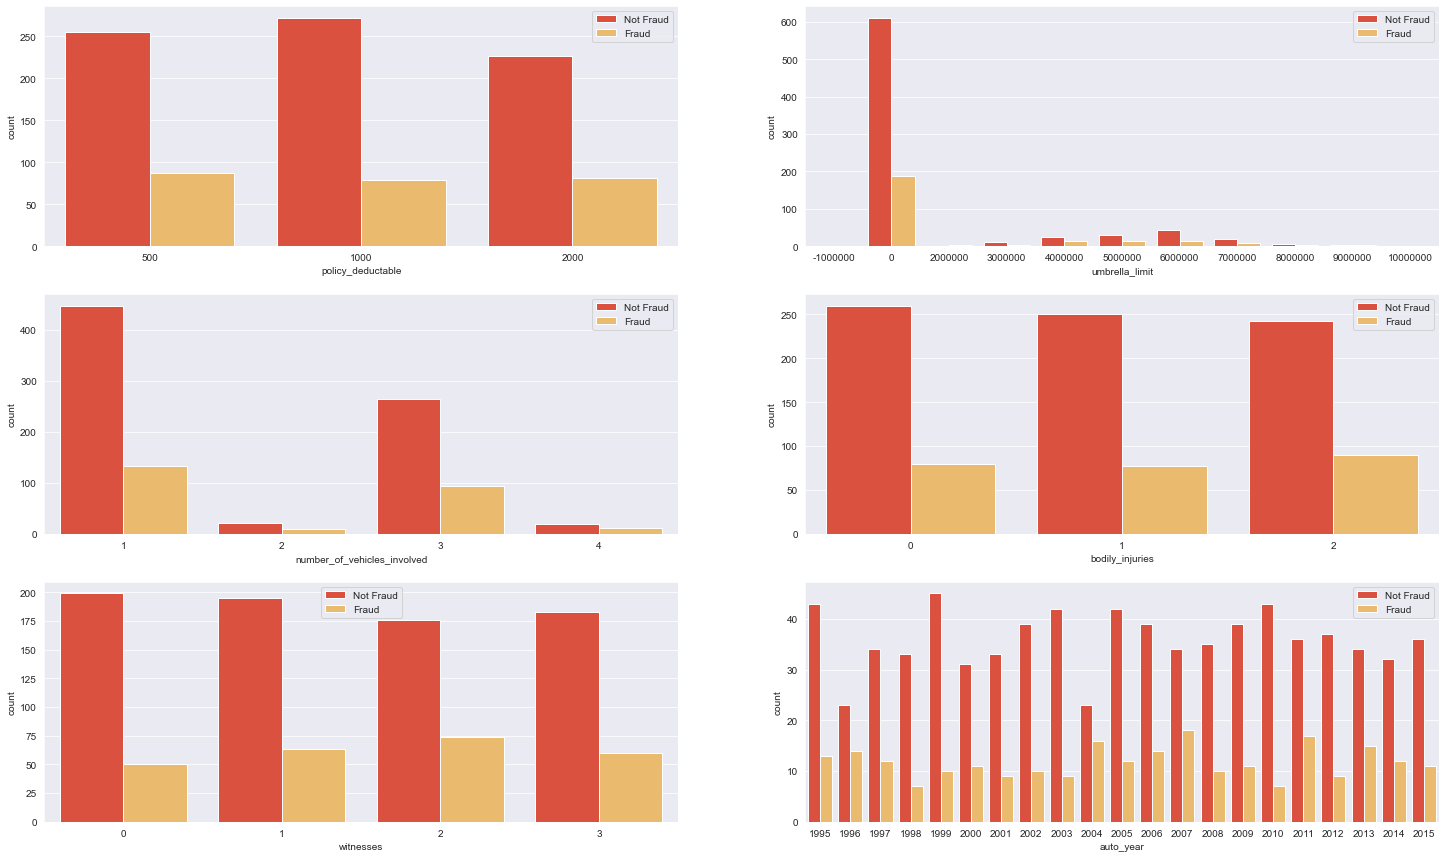 250
200
150
100
50
0
count
500 1000 2000
policy_deductable
Not Fraud
Fraud
600
500
400
300
200
100
0
count
-1000000 0 2000000 3000000 4000000 5000000 6000000 7000000 8000000 9000000 10000000
umbrella_limit
Not Fraud
Fraud
400
300
200
100
0
count
1 2 3 4
number_of_vehicles_involved
Not Fraud
Fraud
250
200
150
100
50
0
count
0 1 2
bodily_injuries
Not Fraud
Fraud
200
175
150
125
100
75
50
25
0
count
0 1 2 3
witnesses
Not Fraud
Fraud
40
30
20
10
0
count
1995 1996 1997 1998 1999 2000 2001 2002 2003 2004 2005 2006 2007 2008 2009 2010 2011 2012 2013 2014 2015
auto_year
Not Fraud
Fraud